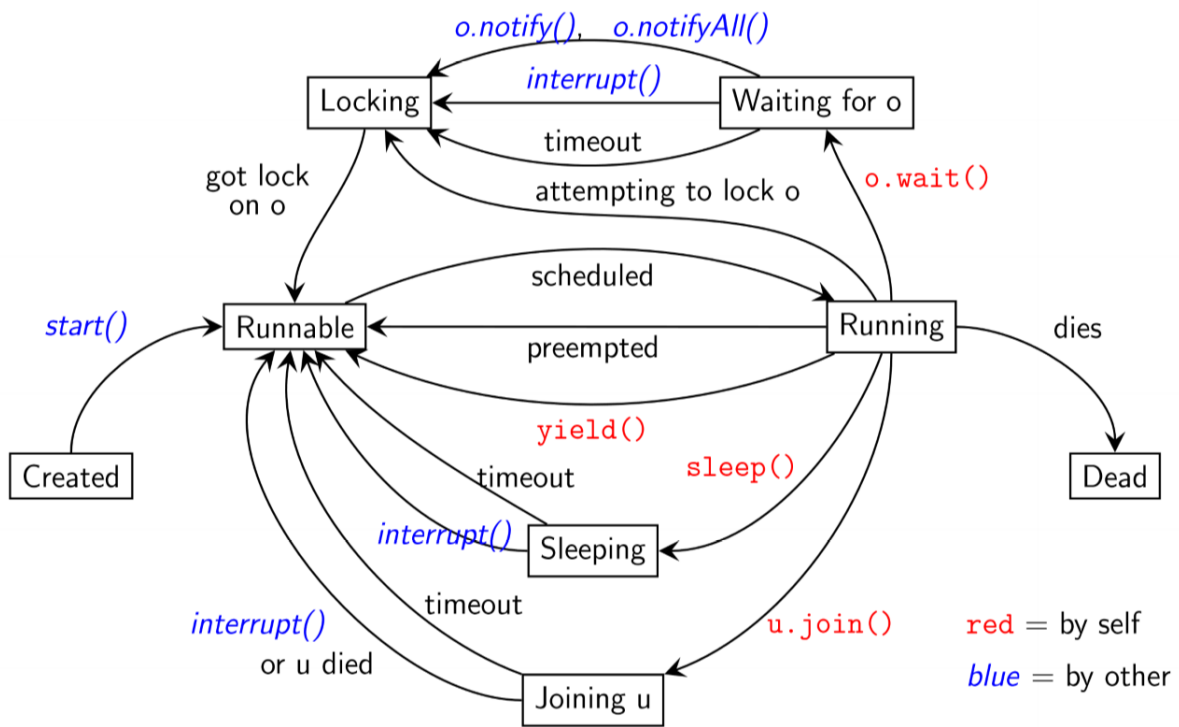 o.notify(), o.notifyAll()
interrupt()
Locking
Waiting for o
timeout
got lock
on o
attempting to lock o
o.wait()
scheduled
start()
Runnable
Running
dies
preempted
yield()
Created
timeout
sleep()
Dead
interrupt()
Sleeping
timeout
interrupt()
or u died
u.join()
red = by self
blue = by other
Joining u